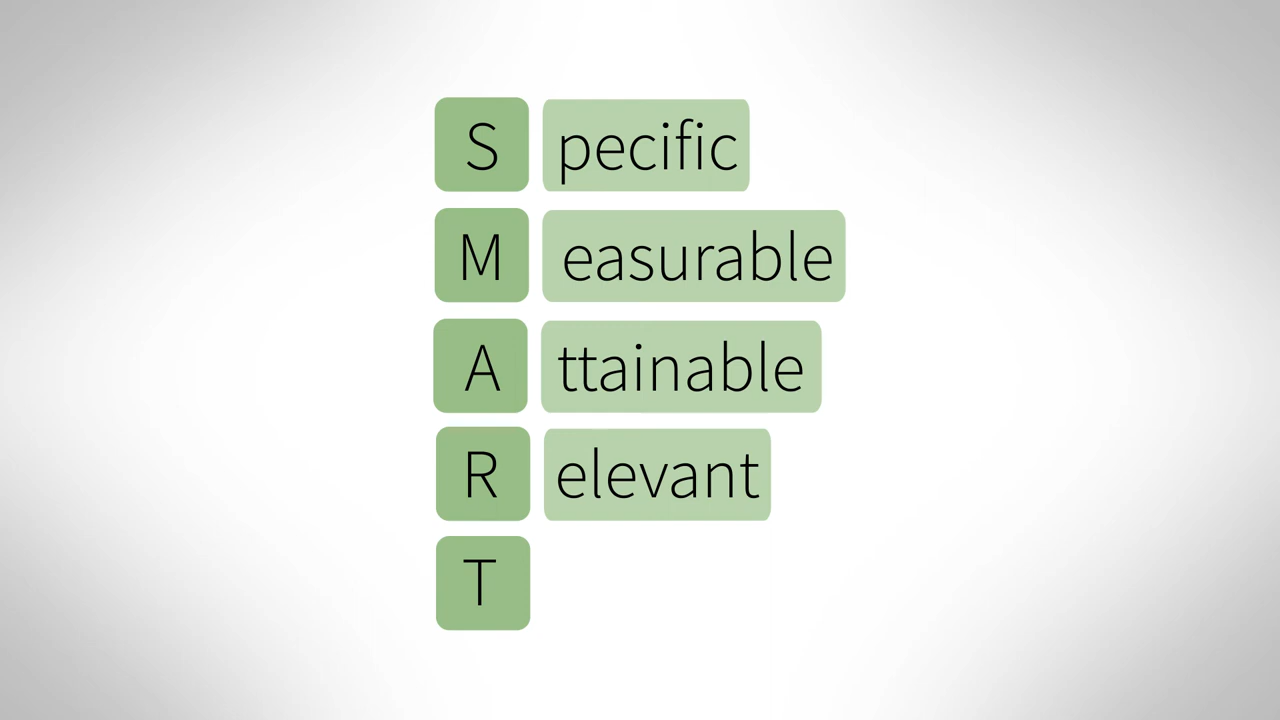 S pecific
M easurable
A ttainable
R elevant
T